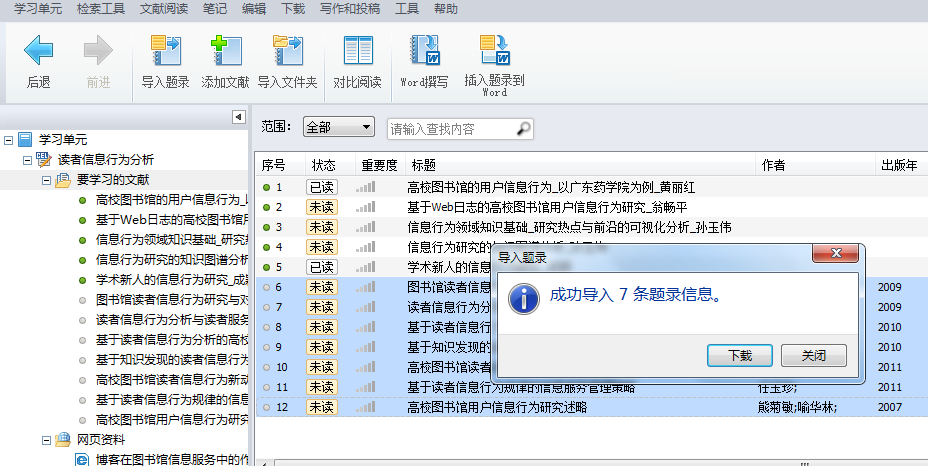 学习单元 检索工具 文献阅读 笔记 编辑 下载 写作和投稿 工具 帮助
后退 前进 导入题录 添加文献 导入文件夹 对比阅读 Word撰写 插入题录到Word
范围: 全部 请输入查找内容
学习单元
读者信息行为分析
要学习的文献
高校图书馆的用户信息行为_以
基于Web日志的高校图书馆用
信息行为领域知识基础_研究热
信息行为研究的知识图谱分析
学术新人的信息行为研究_成
图书馆读者信息行为研究与对
读者信息行为分析与读者服务
基于读者信息行为分析的高校
基于知识发现的读者信息行为
高校图书馆读者信息行为新动
基于读者信息行为规律的信息
高校图书馆用户信息行为研究
网页资料
博客在图书馆信息服务中的作
序号 状态 重要度 标题 作者 出版年
1 已读 高校图书馆的用户信息行为_以广东药学院为例_黄丽红
2 未读 基于Web日志的高校图书馆用户信息行为研究_翁畅平
3 未读 信息行为领域知识基础_研究热点与前沿的可视化分析_孙玉伟
4 未读 信息行为研究的
5 已读 学术新人的信息
6 未读 图书馆读者信息 2009
7 未读 读者信息行为分 2009
8 未读 基于读者信息行 2010
9 未读 基于知识发现的 2010
10 未读 高校图书馆读者 2011
11 未读 基于读者信息行为规律的信息服务管理策略 任玉珍; 2011
12 未读 高校图书馆用户信息行为研究述略 熊菊敏;喻华林; 2007
导入题录
成功导入 7 条题录信息。
下载 关闭